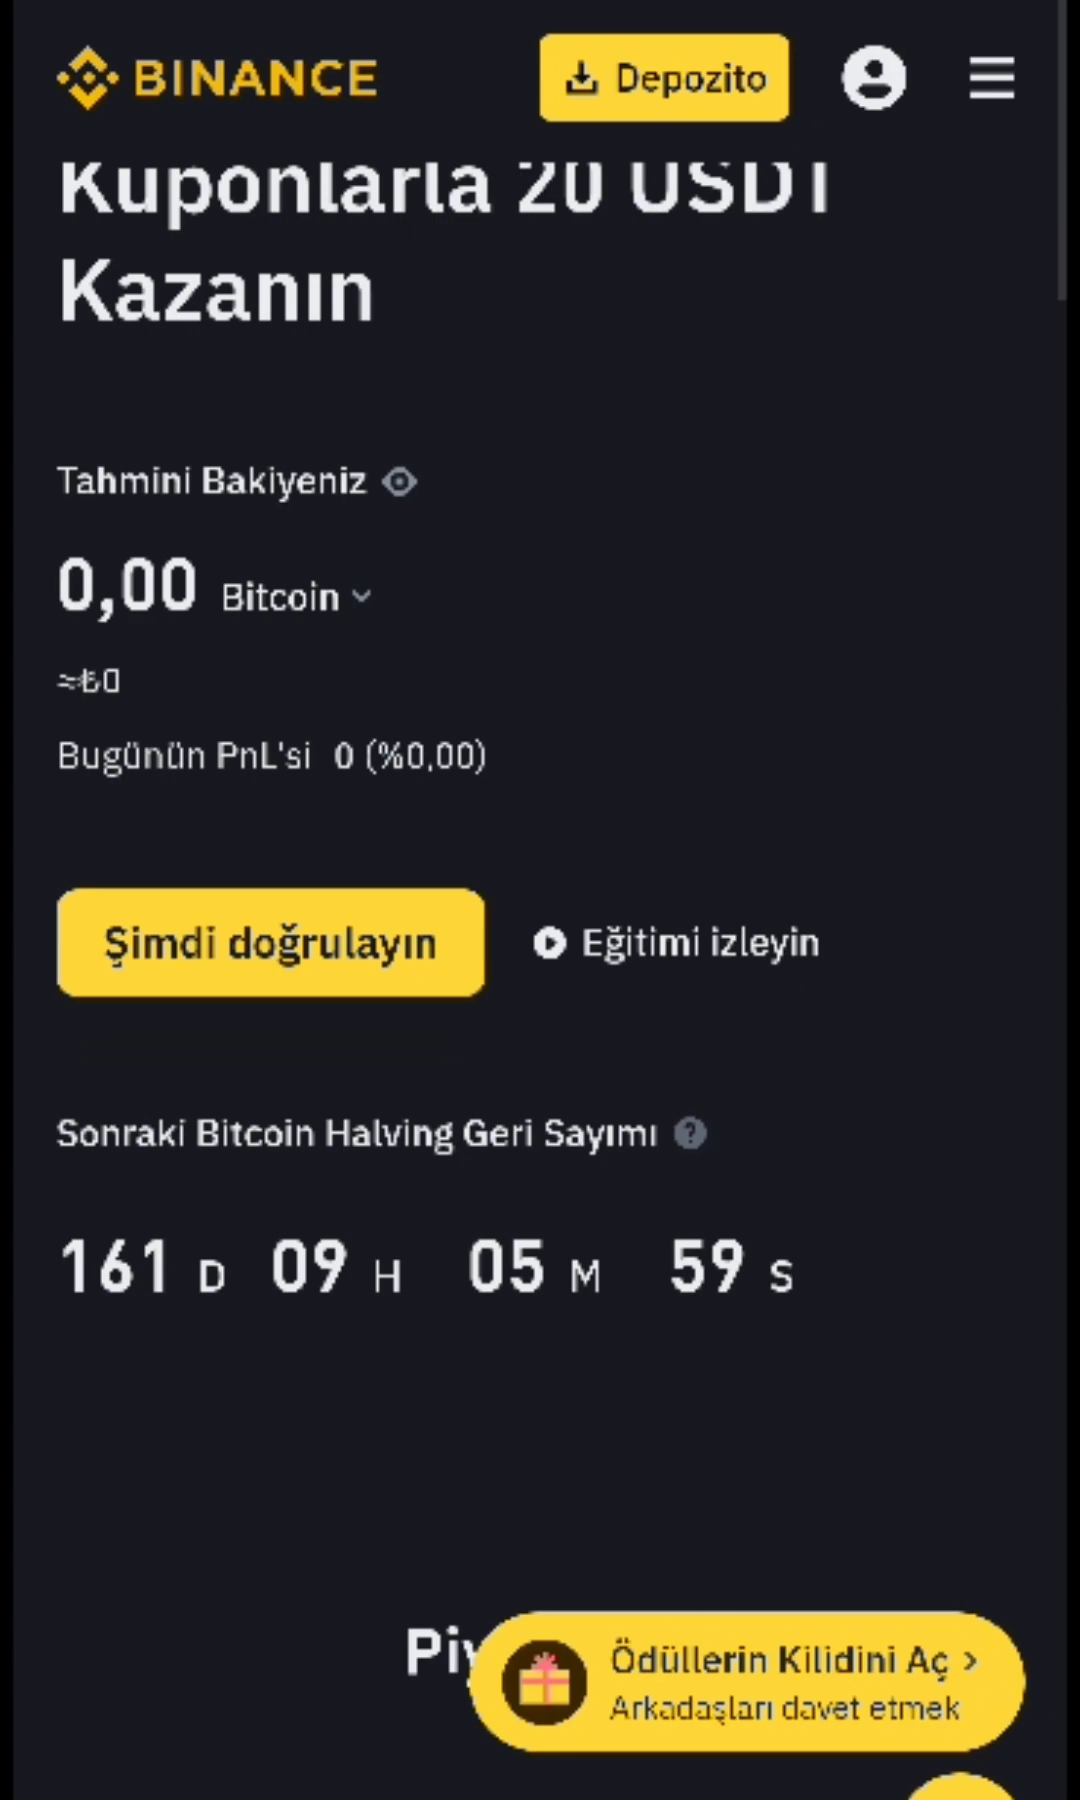 BINANCE
Depozito
Kuponlarla 20 USDT
Kazanın
Tahmini Bakiyeniz
0,00 Bitcoin
≈₺0
Bugünün PnL'si 0 (%0,00)
Şimdi doğrulayın
Eğitimi izleyin
Sonraki Bitcoin Halving Geri Sayımı ?
161 D 09 H 05 M 59 S
Ödüllerin Kilidini Aç >
Arkadaşları davet etmek